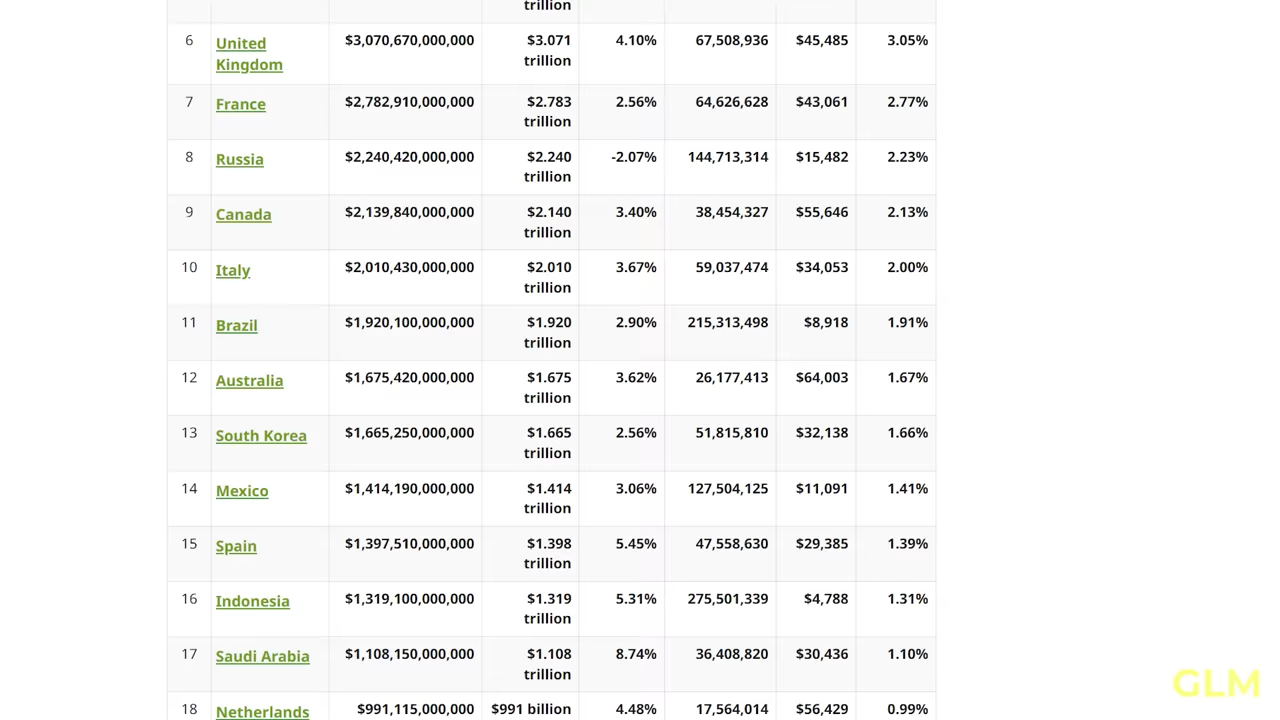 trillion
6 United Kingdom $3,070,670,000,000 $3.071 trillion 4.10% 67,508,936 $45,485 3.05%
7 France $2,782,910,000,000 $2.783 trillion 2.56% 64,626,628 $43,061 2.77%
8 Russia $2,240,420,000,000 $2.240 trillion -2.07% 144,713,314 $15,482 2.23%
9 Canada $2,139,840,000,000 $2.140 trillion 3.40% 38,454,327 $55,646 2.13%
10 Italy $2,010,430,000,000 $2.010 trillion 3.67% 59,037,474 $34,053 2.00%
11 Brazil $1,920,100,000,000 $1.920 trillion 2.90% 215,313,498 $8,918 1.91%
12 Australia $1,675,420,000,000 $1.675 trillion 3.62% 26,177,413 $64,003 1.67%
13 South Korea $1,665,250,000,000 $1.665 trillion 2.56% 51,815,810 $32,138 1.66%
14 Mexico $1,414,190,000,000 $1.414 trillion 3.06% 127,504,125 $11,091 1.41%
15 Spain $1,397,510,000,000 $1.398 trillion 5.45% 47,558,630 $29,385 1.39%
16 Indonesia $1,319,100,000,000 $1.319 trillion 5.31% 275,501,339 $4,788 1.31%
17 Saudi Arabia $1,108,150,000,000 $1.108 trillion 8.74% 36,408,820 $30,436 1.10%
18 Netherlands $991,115,000,000 $991 billion 4.48% 17,564,014 $56,429 0.99%
GLM